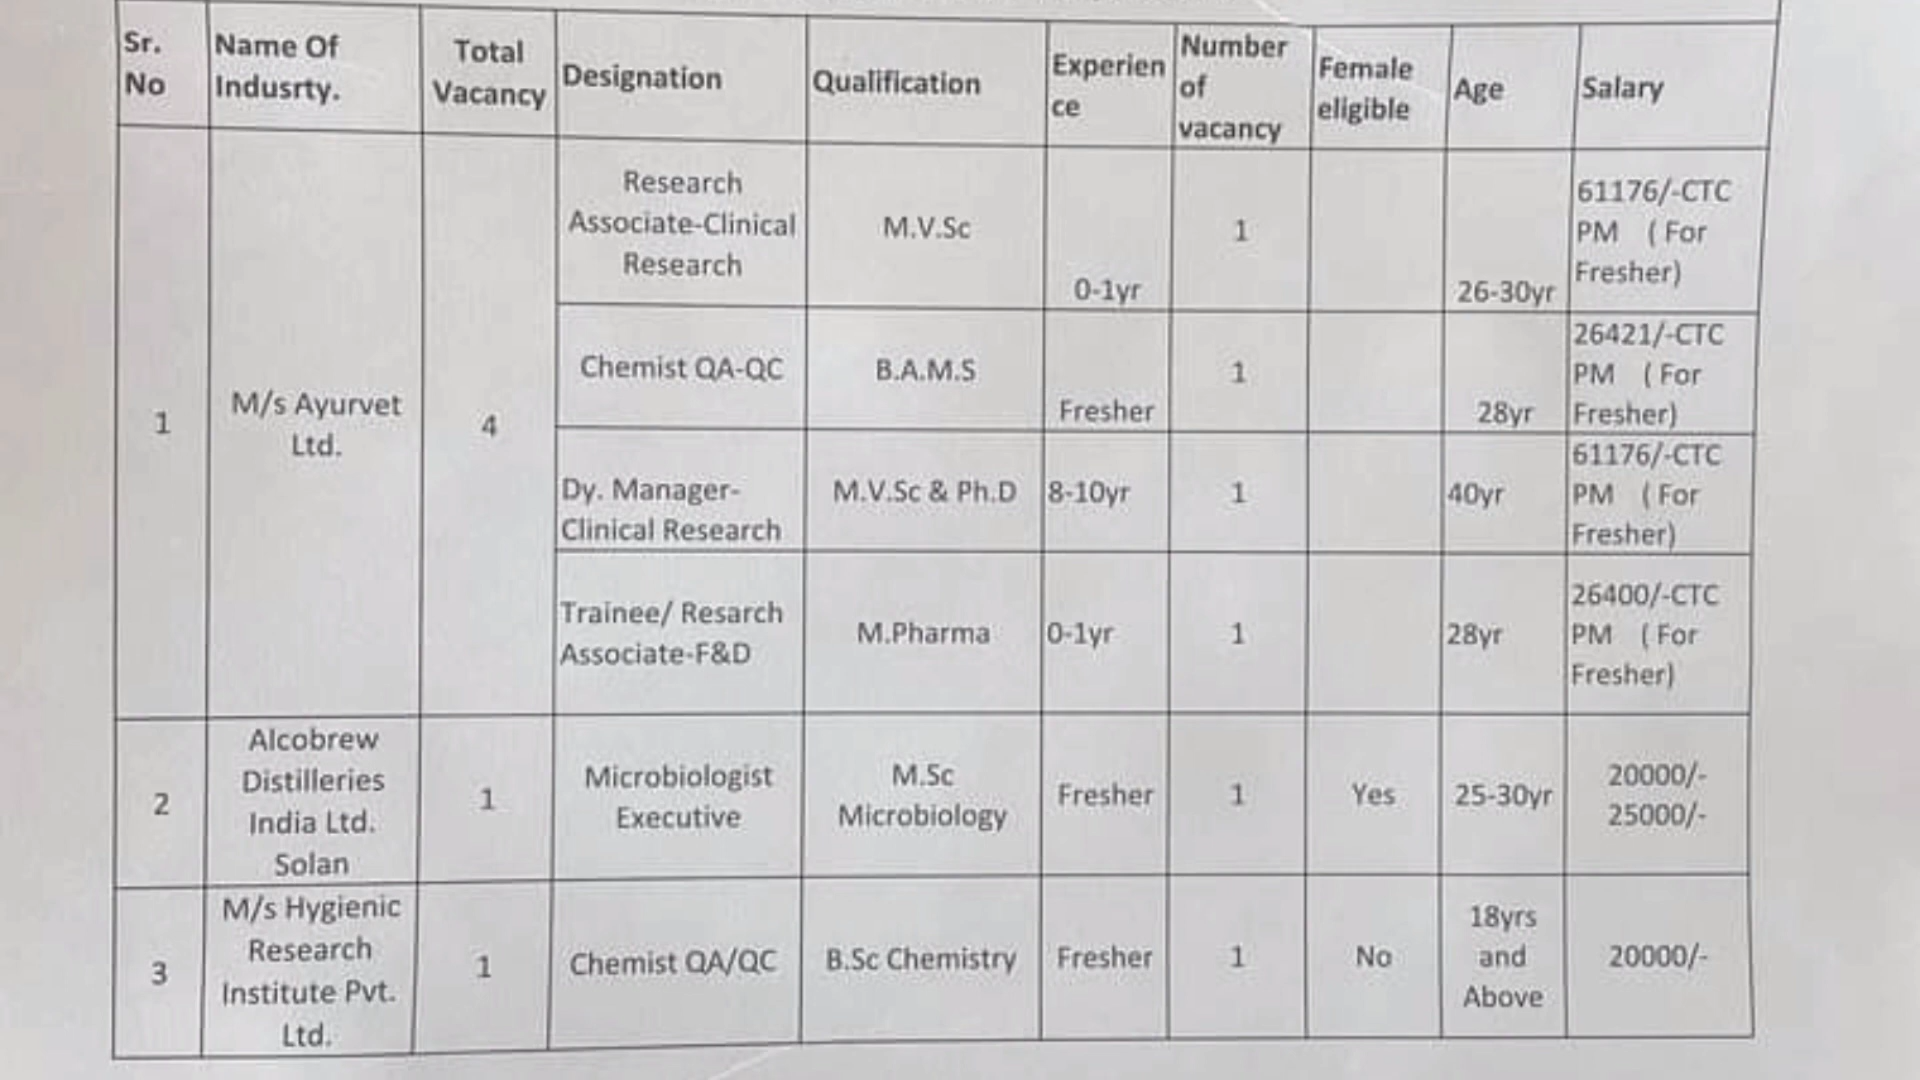 Sr. No | Name Of Indusrty. | Total Vacancy | Designation | Qualification | Experien ce | Number of vacancy | Female eligible | Age | Salary
1 | M/s Ayurvet Ltd. | 4 | Research Associate-Clinical Research | M.V.Sc | 0-1yr | 1 | | 26-30yr | 61176/-CTC PM ( For Fresher)
Chemist QA-QC | B.A.M.S | Fresher | 1 | | 28yr | 26421/-CTC PM ( For Fresher)
Dy. Manager- Clinical Research | M.V.Sc & Ph.D | 8-10yr | 1 | | 40yr | 61176/-CTC PM ( For Fresher)
Trainee/ Resarch Associate-F&D | M.Pharma | 0-1yr | 1 | | 28yr | 26400/-CTC PM ( For Fresher)
2 | Alcobrew Distilleries India Ltd. Solan | 1 | Microbiologist Executive | M.Sc Microbiology | Fresher | 1 | Yes | 25-30yr | 20000/- 25000/-
3 | M/s Hygienic Research Institute Pvt. Ltd. | 1 | Chemist QA/QC | B.Sc Chemistry | Fresher | 1 | No | 18yrs and Above | 20000/-